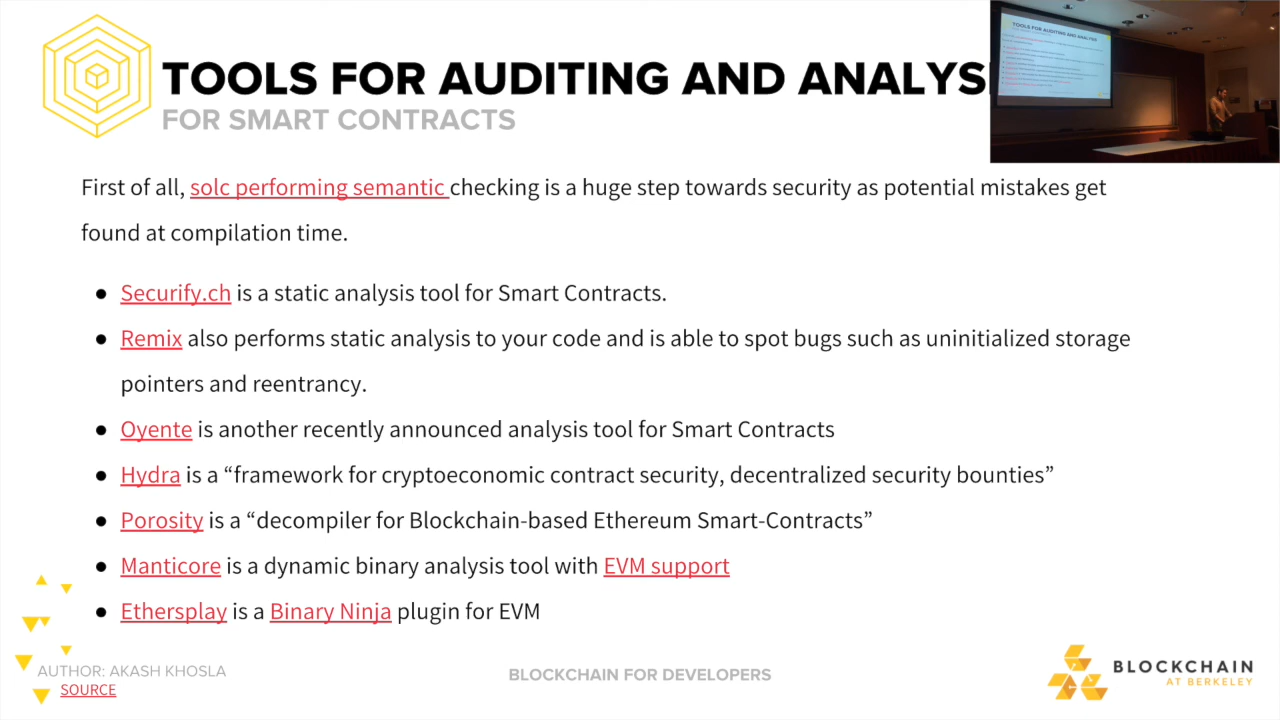 TOOLS FOR AUDITING AND ANALYSI
FOR SMART CONTRACTS
TOOLS FOR AUDITING AND ANALYSIS
First of all, solc performing semantic checking is a huge step towards security as potential mistakes get
found at compilation time.
● Securify.ch is a static analysis tool for Smart Contracts.
● Remix also performs static analysis to your code and is able to spot bugs such as uninitialized storage
pointers and reentrancy.
● Oyente is another recently announced analysis tool for Smart Contracts
● Hydra is a “framework for cryptoeconomic contract security, decentralized security bounties”
● Porosity is a “decompiler for Blockchain-based Ethereum Smart-Contracts”
● Manticore is a dynamic binary analysis tool with EVM support
● Ethersplay is a Binary Ninja plugin for EVM
AUTHOR: AKASH KHOSLA
SOURCE
BLOCKCHAIN FOR DEVELOPERS
BLOCKCHAIN
AT BERKELEY